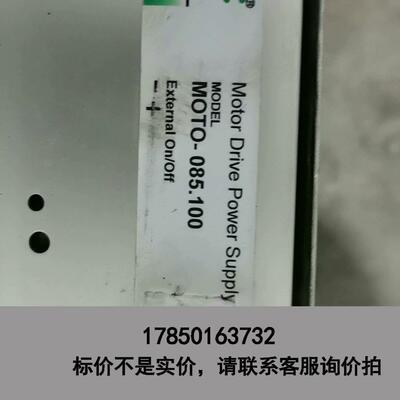 ®
Motor Drive Power Supply
MODEL
MOTO- 085.100
External On/Off
- +
17850163732
标价不是实价，请联系客服询价拍